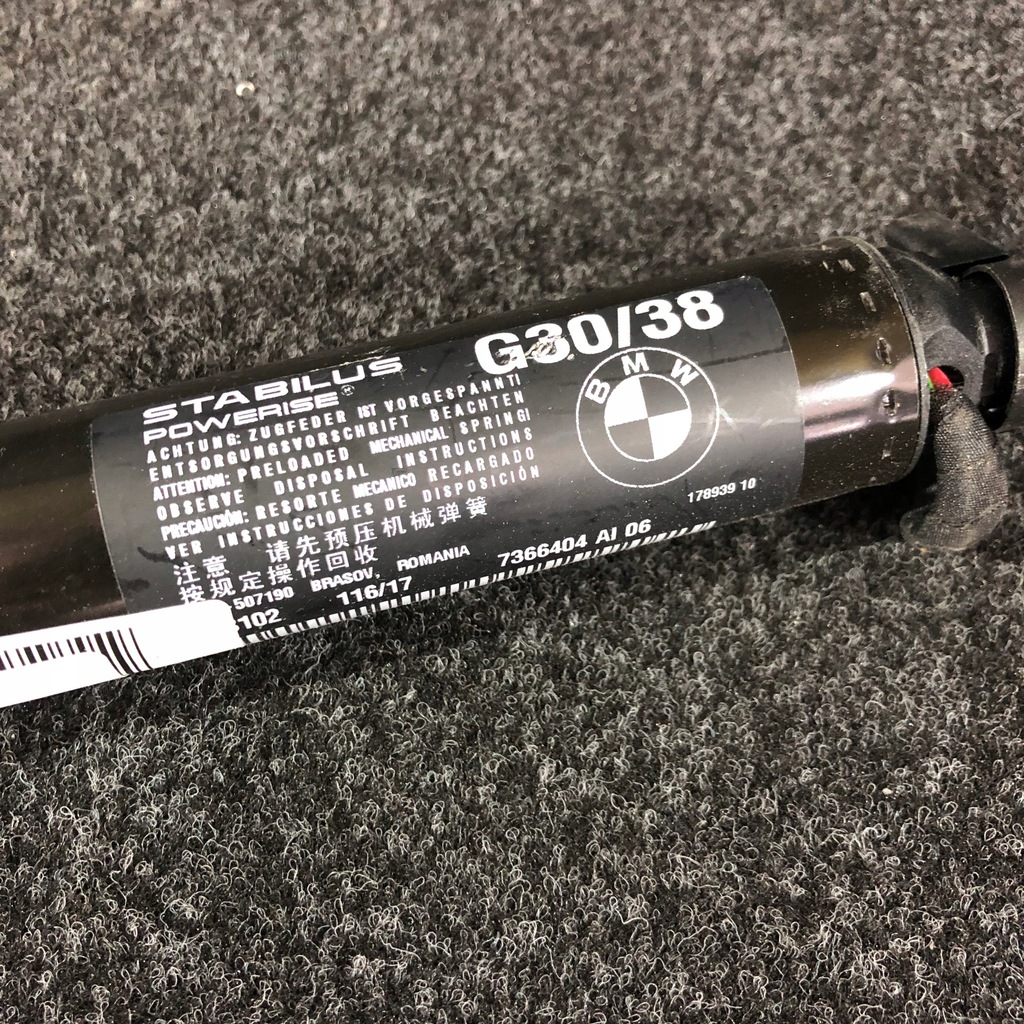 STABILUS
POWERISE®
G30/38
ACHTUNG: ZUGFEDER IST VORGESPANNT!
ENTSORGUNGSVORSCHRIFT BEACHTEN
ATTENTION: PRELOADED MECHANICAL SPRING!
OBSERVE DISPOSAL INSTRUCTIONS
PRECAUCIÓN: RESORTE MECANICO RECARGADO
VER INSTRUCCIONES DE DISPOSICIÓN
注意 请先预压机械弹簧
按规定操作回收
507190 BRASOV, ROMANIA
102 116/17 7366404 AI 06
BMW
178939 10